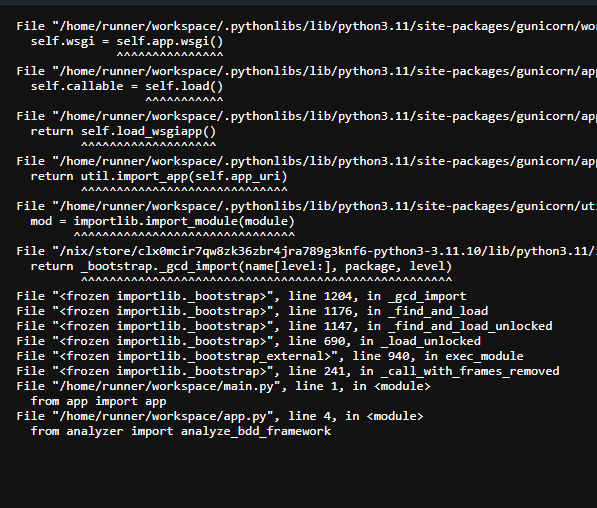 File "/home/runner/workspace/.pythonlibs/lib/python3.11/site-packages/gunicorn/wo
self.wsgi = self.app.wsgi()
^^^^^^^^^^^^^^^
File "/home/runner/workspace/.pythonlibs/lib/python3.11/site-packages/gunicorn/ap
self.callable = self.load()
^^^^^^^^^^^
File "/home/runner/workspace/.pythonlibs/lib/python3.11/site-packages/gunicorn/ap
return self.load_wsgiapp()
^^^^^^^^^^^^^^^^^^^
File "/home/runner/workspace/.pythonlibs/lib/python3.11/site-packages/gunicorn/ap
return util.import_app(self.app_uri)
^^^^^^^^^^^^^^^^^^^^^^^^^^^^^
File "/home/runner/workspace/.pythonlibs/lib/python3.11/site-packages/gunicorn/uti
mod = importlib.import_module(module)
^^^^^^^^^^^^^^^^^^^^^^^^^^^^^^^
File "/nix/store/clx0mcir7qw8zk36zbr4jra789g3knf6-python3-3.11.10/lib/python3.11/i
return _bootstrap._gcd_import(name[level:], package, level)
^^^^^^^^^^^^^^^^^^^^^^^^^^^^^^^^^^^^^^^^^^^^^^^^^^^^
File "<frozen importlib._bootstrap>", line 1204, in _gcd_import
File "<frozen importlib._bootstrap>", line 1176, in _find_and_load
File "<frozen importlib._bootstrap>", line 1147, in _find_and_load_unlocked
File "<frozen importlib._bootstrap>", line 690, in _load_unlocked
File "<frozen importlib._bootstrap_external>", line 940, in exec_module
File "<frozen importlib._bootstrap>", line 241, in _call_with_frames_removed
File "/home/runner/workspace/main.py", line 1, in <module>
from app import app
File "/home/runner/workspace/app.py", line 4, in <module>
from analyzer import analyze_bdd_framework